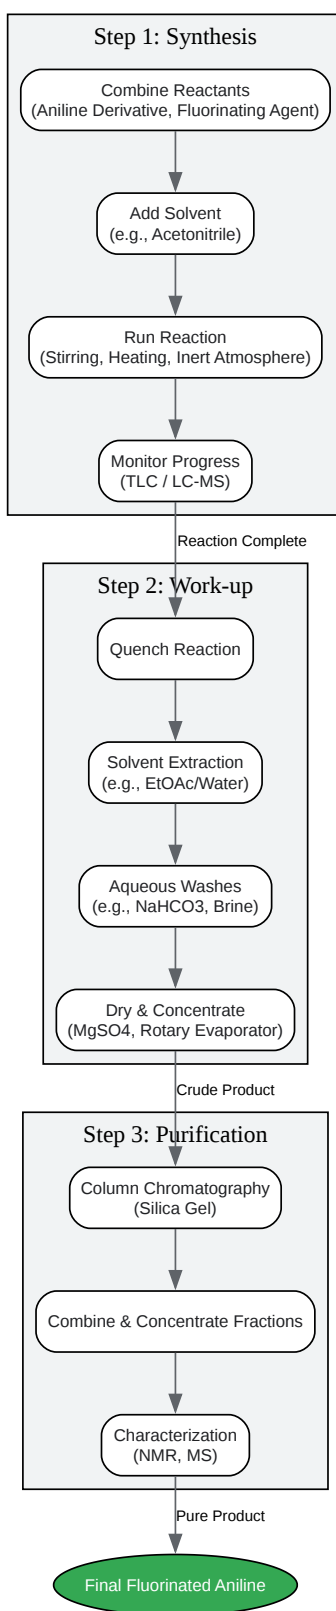 Step 1: Synthesis
Combine Reactants
(Aniline Derivative, Fluorinating Agent)
Add Solvent
(e.g., Acetonitrile)
Run Reaction
(Stirring, Heating, Inert Atmosphere)
Monitor Progress
(TLC / LC-MS)
Reaction Complete
Step 2: Work-up
Quench Reaction
Solvent Extraction
(e.g., EtOAc/Water)
Aqueous Washes
(e.g., NaHCO3, Brine)
Dry & Concentrate
(MgSO4, Rotary Evaporator)
Crude Product
Step 3: Purification
Column Chromatography
(Silica Gel)
Combine & Concentrate Fractions
Characterization
(NMR, MS)
Pure Product
Final Fluorinated Aniline